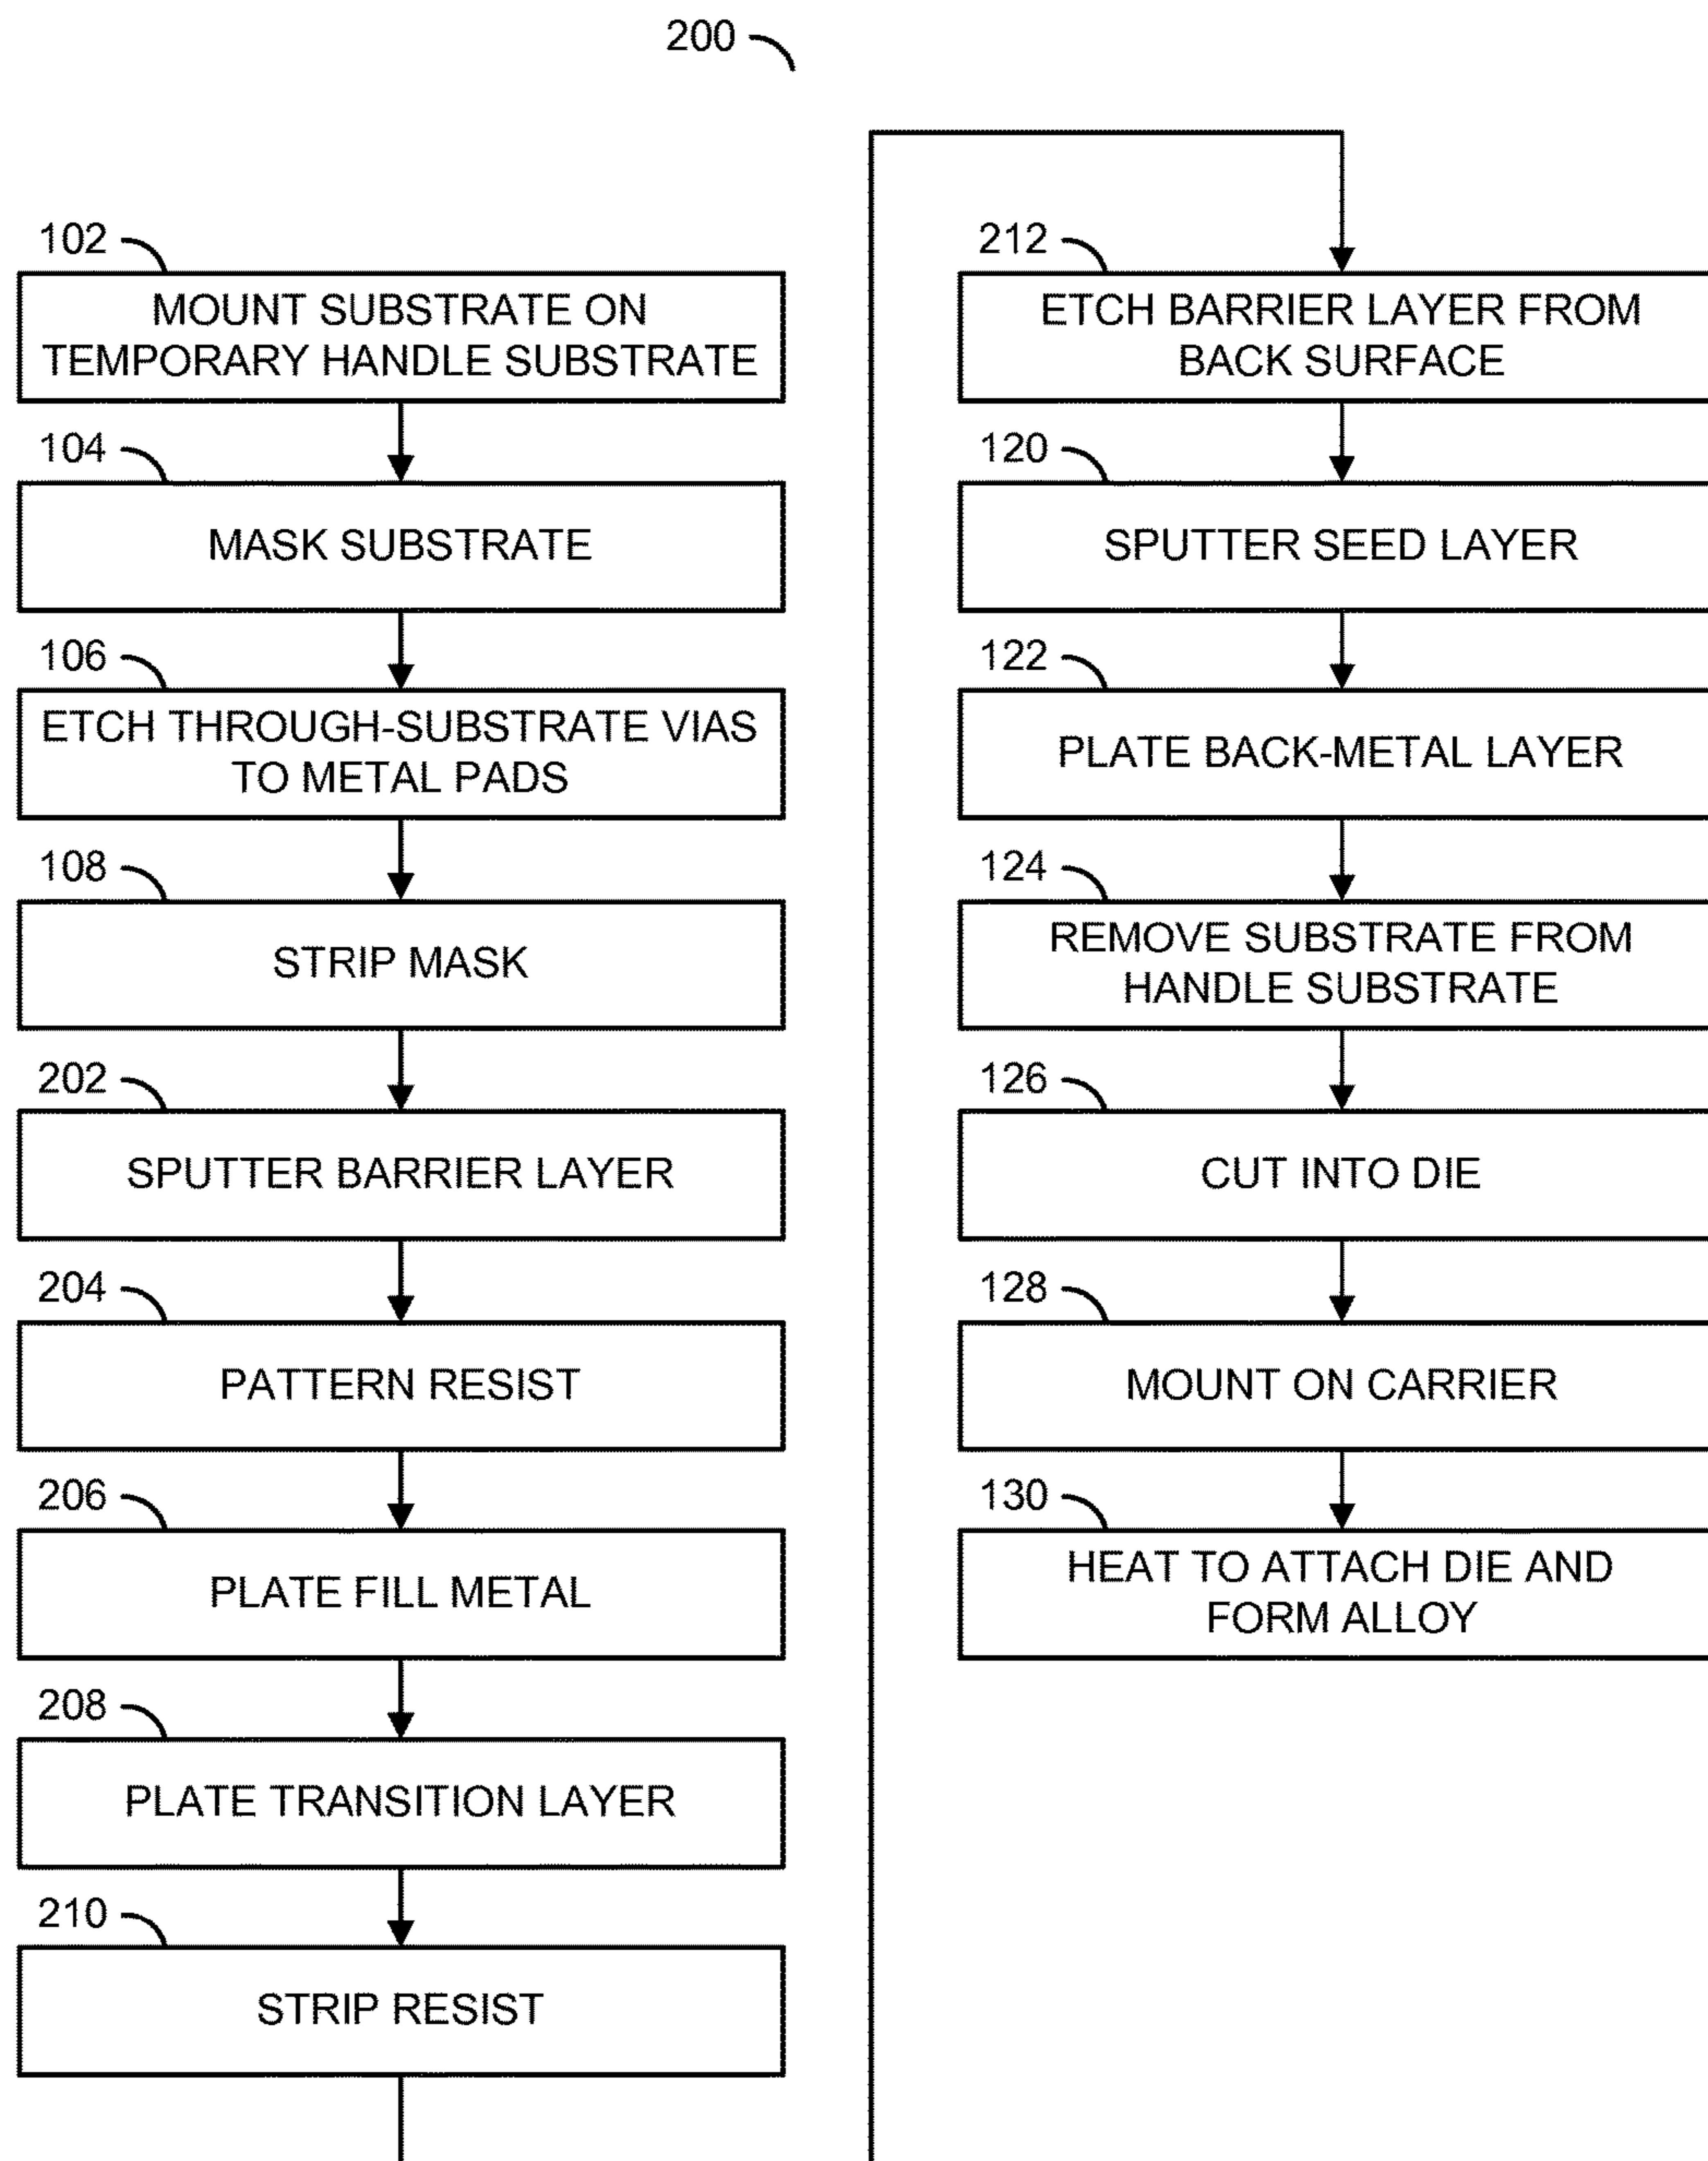 200
102
MOUNT SUBSTRATE ON
TEMPORARY HANDLE SUBSTRATE
104
MASK SUBSTRATE
106
ETCH THROUGH-SUBSTRATE VIAS
TO METAL PADS
108
STRIP MASK
202
SPUTTER BARRIER LAYER
204
PATTERN RESIST
206
PLATE FILL METAL
208
PLATE TRANSITION LAYER
210
STRIP RESIST
212
ETCH BARRIER LAYER FROM
BACK SURFACE
120
SPUTTER SEED LAYER
122
PLATE BACK-METAL LAYER
124
REMOVE SUBSTRATE FROM
HANDLE SUBSTRATE
126
CUT INTO DIE
128
MOUNT ON CARRIER
130
HEAT TO ATTACH DIE AND
FORM ALLOY